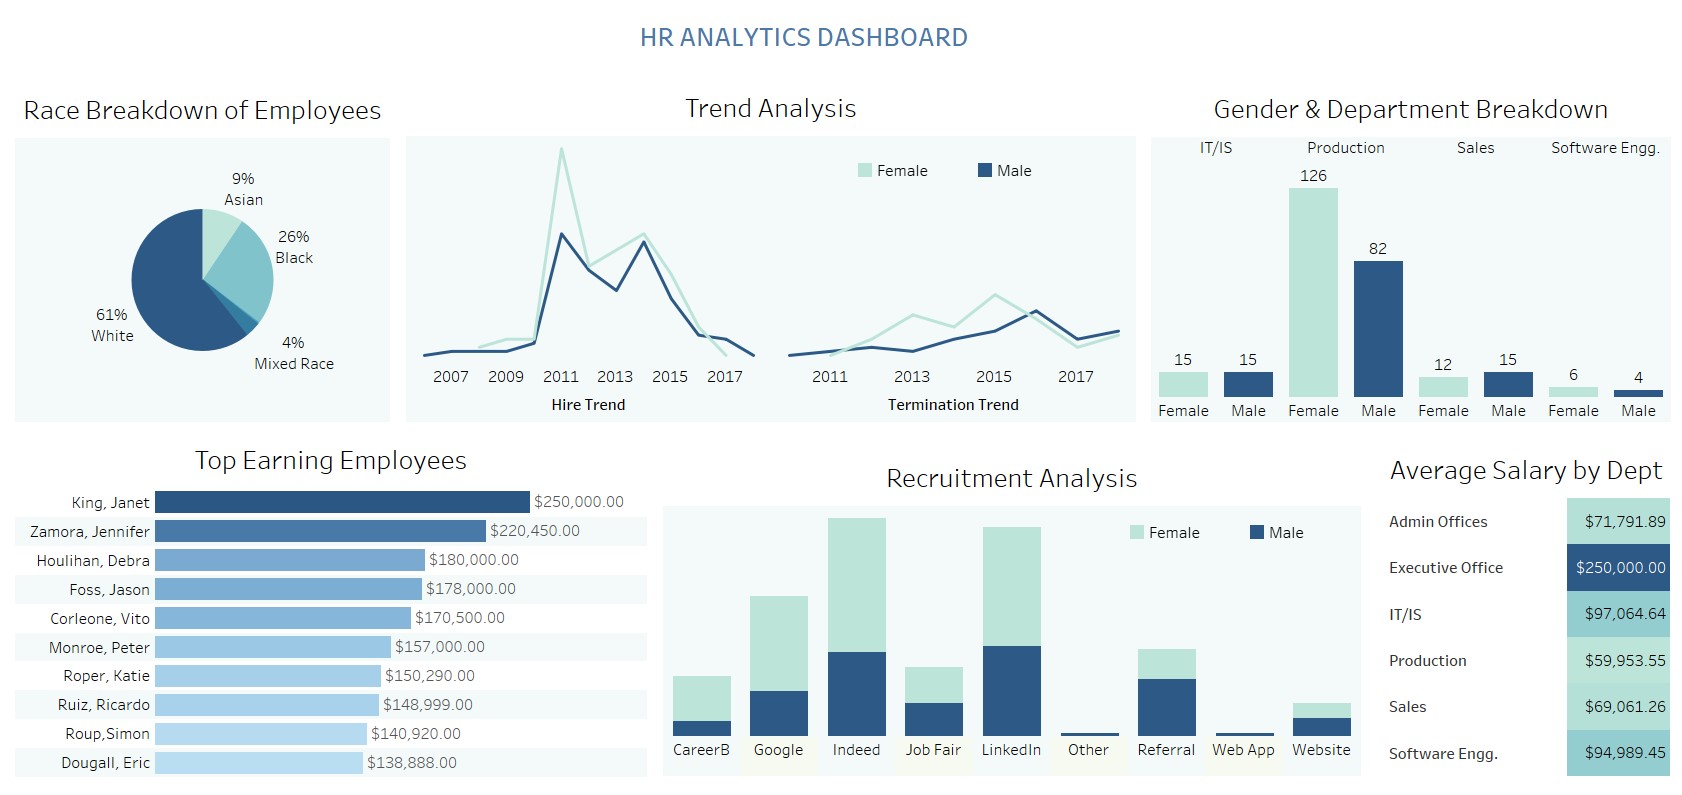 HR ANALYTICS DASHBOARD
Race Breakdown of Employees
9%
Asian
26%
Black
61%
White
4%
Mixed Race
Trend Analysis
Female
Male
2007 2009 2011 2013 2015 2017
Hire Trend
2011 2013 2015 2017
Termination Trend
Gender & Department Breakdown
IT/IS Production Sales Software Engg.
126
82
15 15 12 15 6 4
Female Male Female Male Female Male Female Male
Top Earning Employees
King, Janet $250,000.00
Zamora, Jennifer $220,450.00
Houlihan, Debra $180,000.00
Foss, Jason $178,000.00
Corleone, Vito $170,500.00
Monroe, Peter $157,000.00
Roper, Katie $150,290.00
Ruiz, Ricardo $148,999.00
Roup,Simon $140,920.00
Dougall, Eric $138,888.00
Recruitment Analysis
Female Male
CareerB Google Indeed Job Fair LinkedIn Other Referral Web App Website
Average Salary by Dept
Admin Offices $71,791.89
Executive Office $250,000.00
IT/IS $97,064.64
Production $59,953.55
Sales $69,061.26
Software Engg. $94,989.45